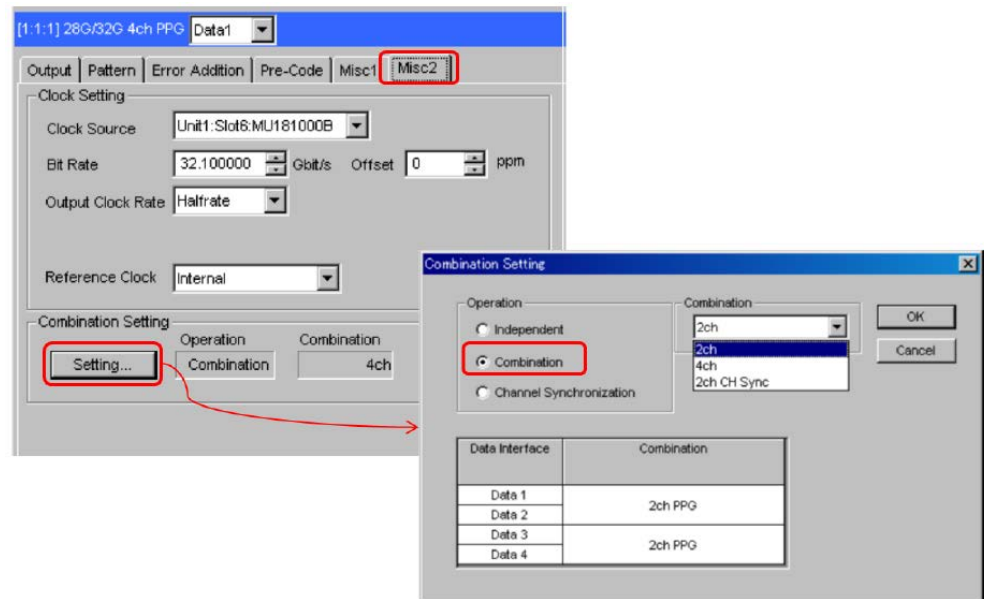 [1:1:1] 28G/32G 4ch PPG Data1
Output Pattern Error Addition Pre-Code Misc1 Misc2
Clock Setting
Clock Source Unit1:Slot6:MU181000B
Bit Rate 32.100000 Gbit/s Offset 0 ppm
Output Clock Rate Halfrate
Reference Clock Internal
Combination Setting
Operation Combination
Setting... Combination 4ch
Combination Setting
Operation
Independent
Combination
Channel Synchronization
Combination
2ch
2ch
4ch
2ch CH Sync
OK
Cancel
Data Interface Combination
Data 1
Data 2
2ch PPG
Data 3
Data 4
2ch PPG